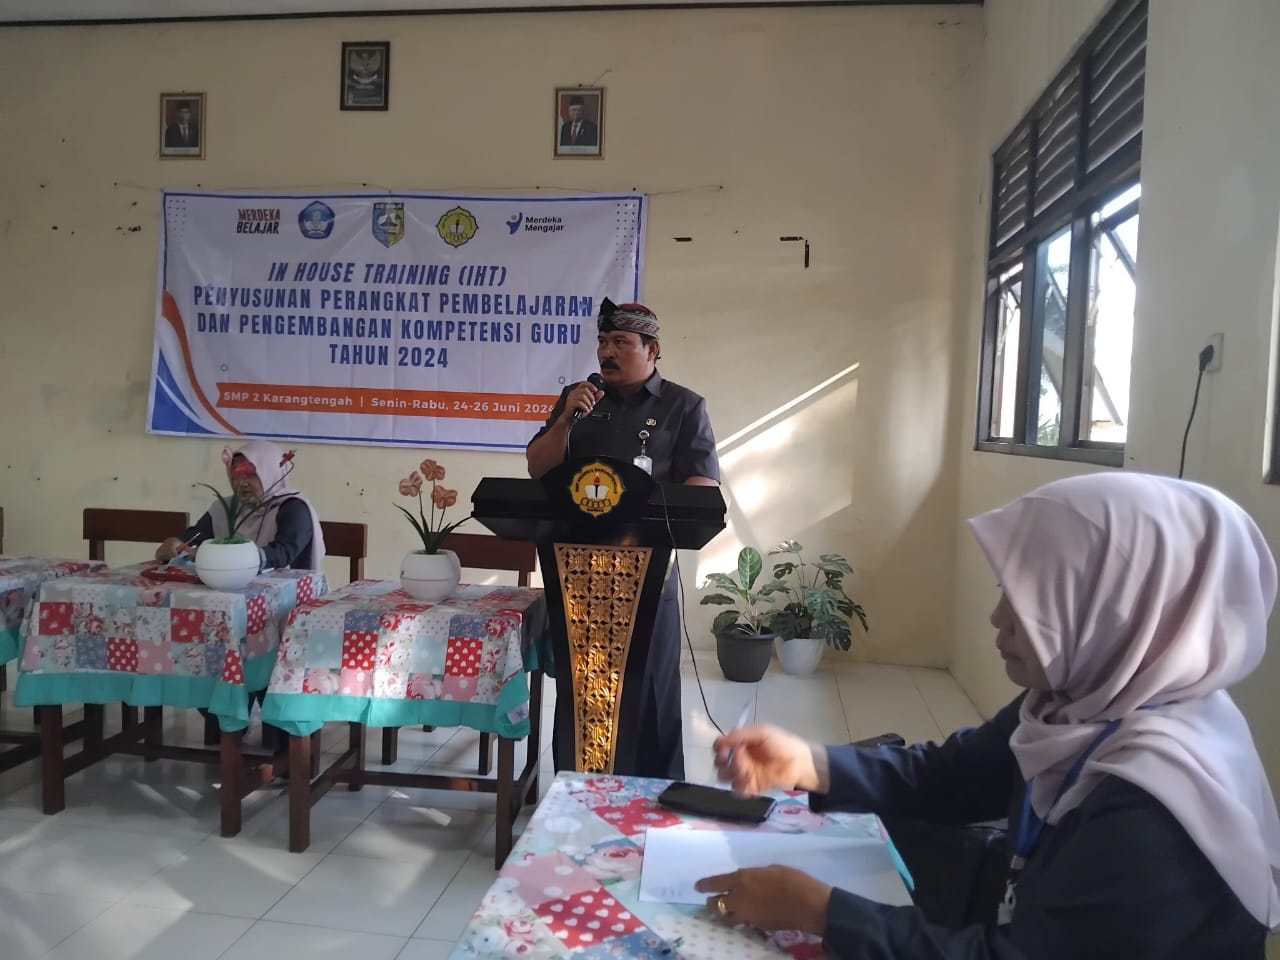 MERDEKA
BELAJAR
DEMAK
Merdeka
Mengajar
IN HOUSE TRAINING (IHT)
PENYUSUNAN PERANGKAT PEMBELAJARAN
DAN PENGEMBANGAN KOMPETENSI GURU
TAHUN 2024
SMP 2 Karangtengah | Senin-Rabu, 24-26 Juni 2024